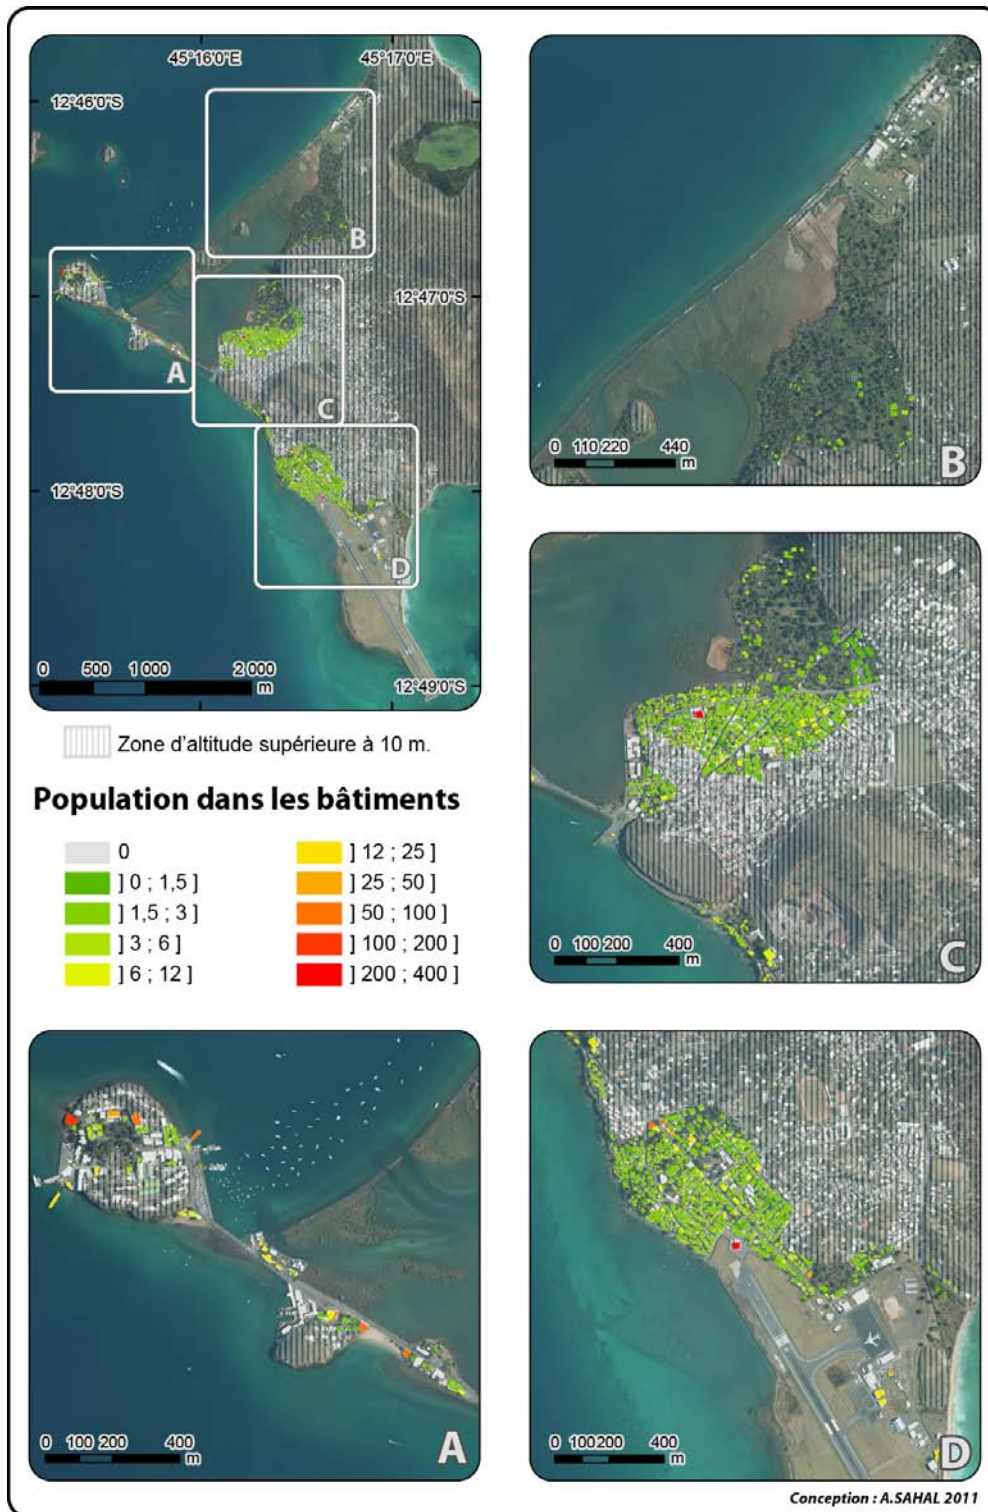 45°16'0"E 45°17'0"E
12°46'0"S
B
12°47'0"S
A
C
12°48'0"S
D
0 500 1 000 2 000
m
12°49'0"S
0 110 220 440
m
B
Zone d'altitude supérieure à 10 m.
Population dans les bâtiments
0
] 0 ; 1,5 ]
] 1,5 ; 3 ]
] 3 ; 6 ]
] 6 ; 12 ]
] 12 ; 25 ]
] 25 ; 50 ]
] 50 ; 100 ]
] 100 ; 200 ]
] 200 ; 400 ]
0 100 200 400
m
C
0 100 200 400
m
A
0 100 200 400
m
D
Conception : A.SAHAL 2011